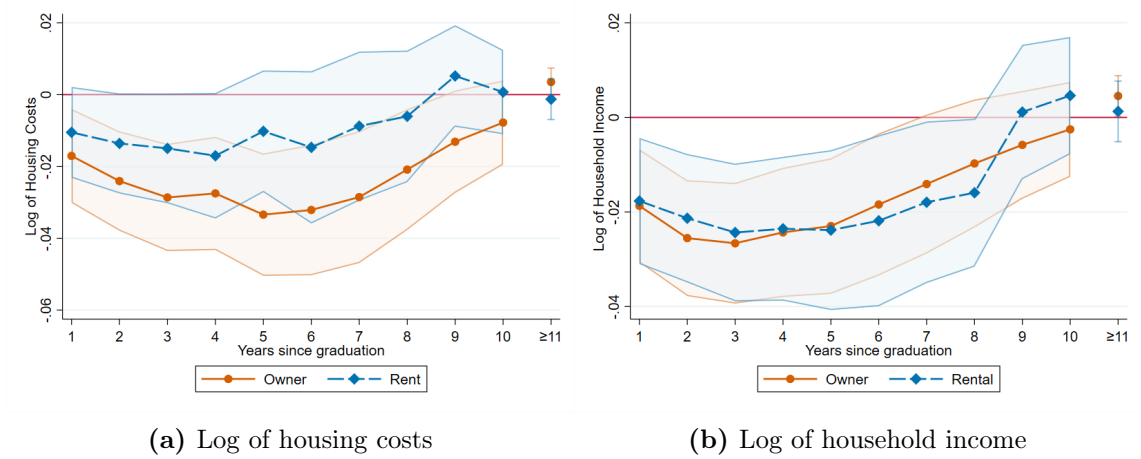 Log of Housing Costs
.02
0
-.02
-.04
-.06
1 2 3 4 5 6 7 8 9 10 ≥11
Years since graduation
Owner Rent
(a) Log of housing costs
Log of Household Income
.02
0
-.02
-.04
1 2 3 4 5 6 7 8 9 10 ≥11
Years since graduation
Owner Rental
(b) Log of household income